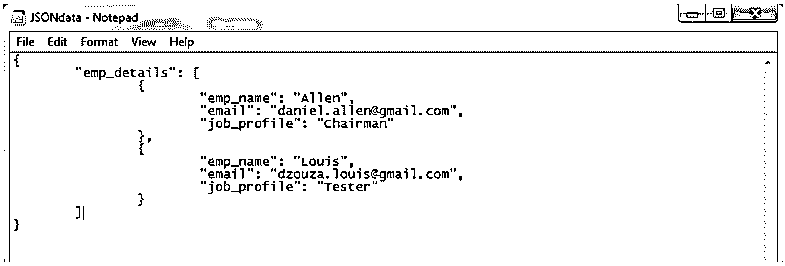 JSONdata - Notepad
File Edit Format View Help
{
"emp_details": [
{
"emp_name": "Allen",
"email": "daniel.allen@gmail.com",
"job_profile": "Chairman"
},
{
"emp_name": "Louis",
"email": "dzouza.louis@gmail.com",
"job_profile": "Tester"
}
]
}